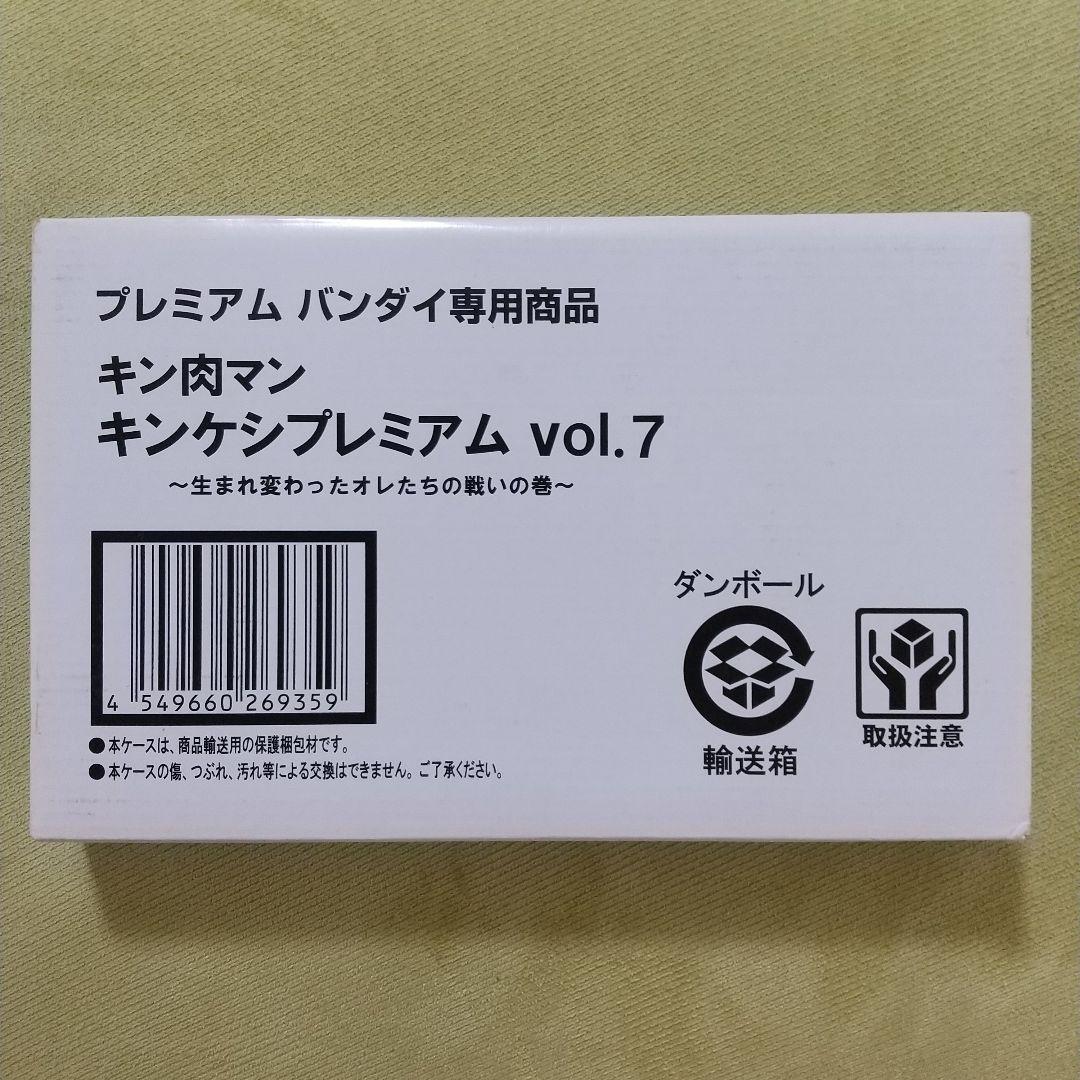 プレミアム バンダイ専用商品
キン肉マン
キンケシプレミアム vol.7
〜生まれ変わったオレたちの戦いの巻〜
4 549660 269359
●本ケースは、商品輸送用の保護梱包材です。
●本ケースの傷、つぶれ、汚れ等による交換はできません。ご了承ください。
ダンボール
輸送箱
取扱注意